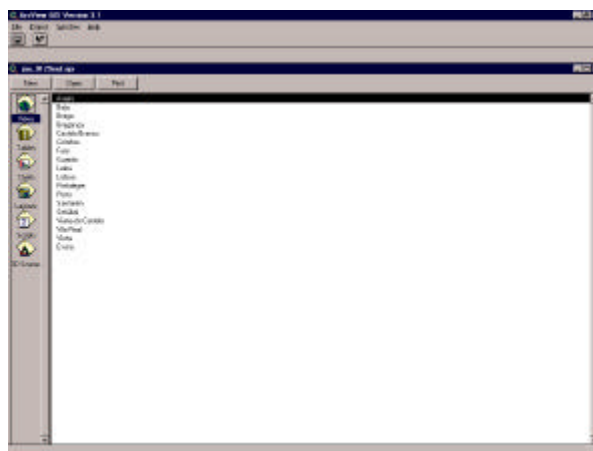 ArcView GIS Version 3.1
File Project Window Help
New Open Print
Views
Tables
Charts
Layouts
Scripts
3D Scenes
Aveiro
Beja
Braga
Bragança
Castelo Branco
Coimbra
Faro
Guarda
Leiria
Lisboa
Portalegre
Porto
Santarém
Setúbal
Viana do Castelo
Vila Real
Viseu
Évora